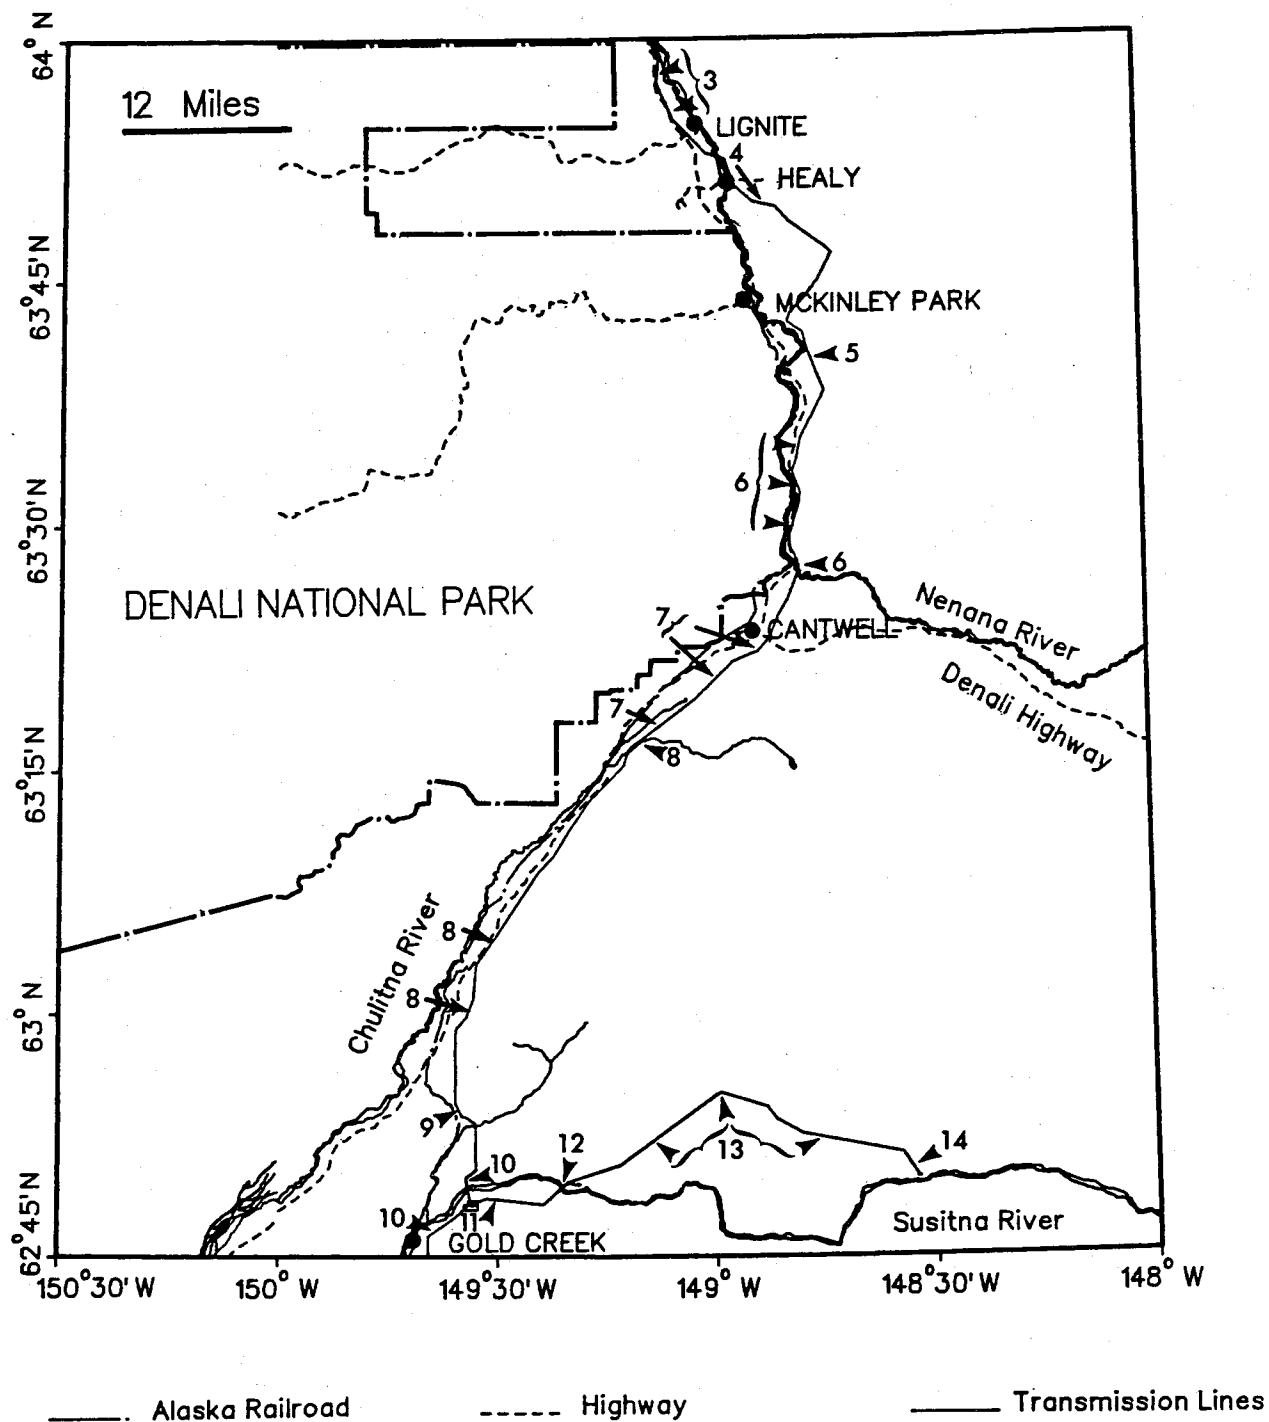 64° N
12 Miles
3
LIGNITE
4
HEALY
63°45'N
MCKINLEY PARK
5
6
63°30'N
6
DENALI NATIONAL PARK
Nenana River
7
CANTWELL
Denali Highway
7
8
63°15'N
Chulitna River
8
8
63° N
9
12
13
14
10
10
11
Susitna River
GOLD CREEK
62°45'N
150°30' W
150° W
149°30' W
149° W
148°30' W
148° W
Alaska Railroad
Highway
Transmission Lines